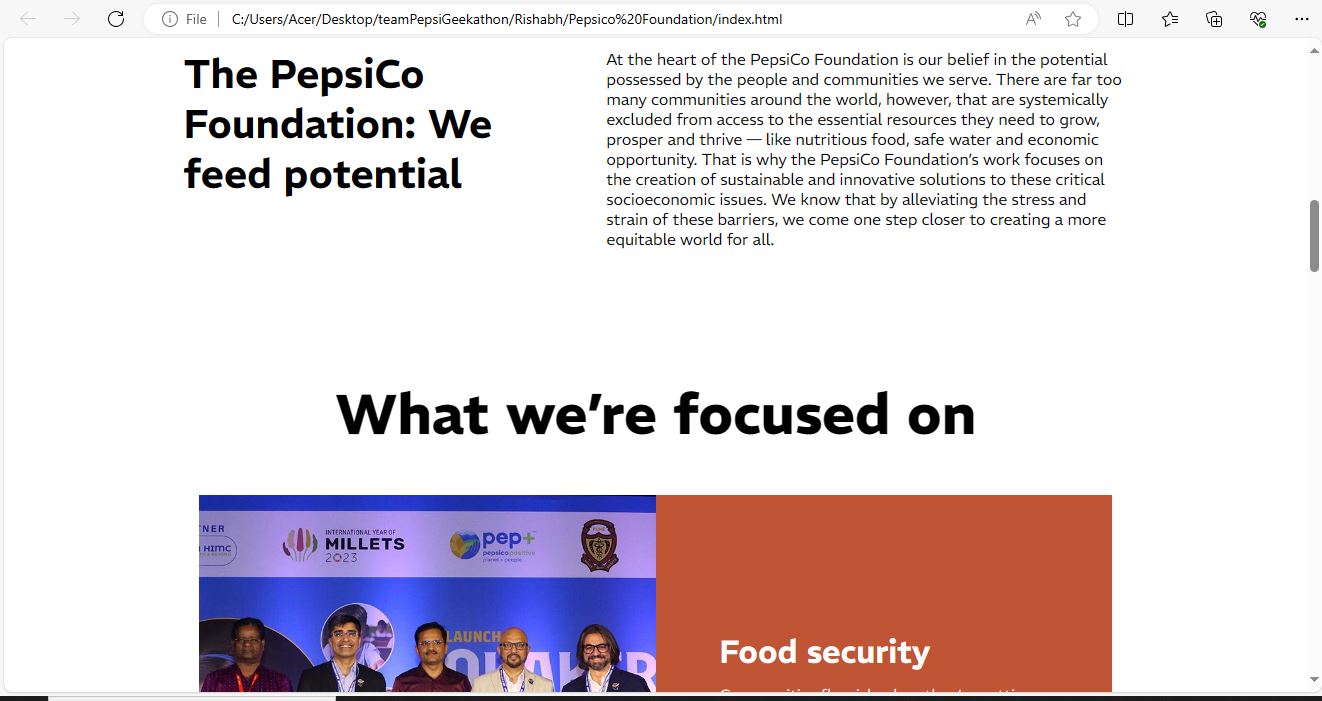 File
C:/Users/Acer/Desktop/teamPepsiGeekathon/Rishabh/Pepsico%20Foundation/index.html
The PepsiCo
Foundation: We
feed potential
At the heart of the PepsiCo Foundation is our belief in the potential
possessed by the people and communities we serve. There are far too
many communities around the world, however, that are systemically
excluded from access to the essential resources they need to grow,
prosper and thrive — like nutritious food, safe water and economic
opportunity. That is why the PepsiCo Foundation’s work focuses on
the creation of sustainable and innovative solutions to these critical
socioeconomic issues. We know that by alleviating the stress and
strain of these barriers, we come one step closer to creating a more
equitable world for all.
What we’re focused on
HIMC
INTERNATIONAL YEAR OF
MILLETS
2023
pep+
pepsico positive
planet + people
LAUNCH
Food security